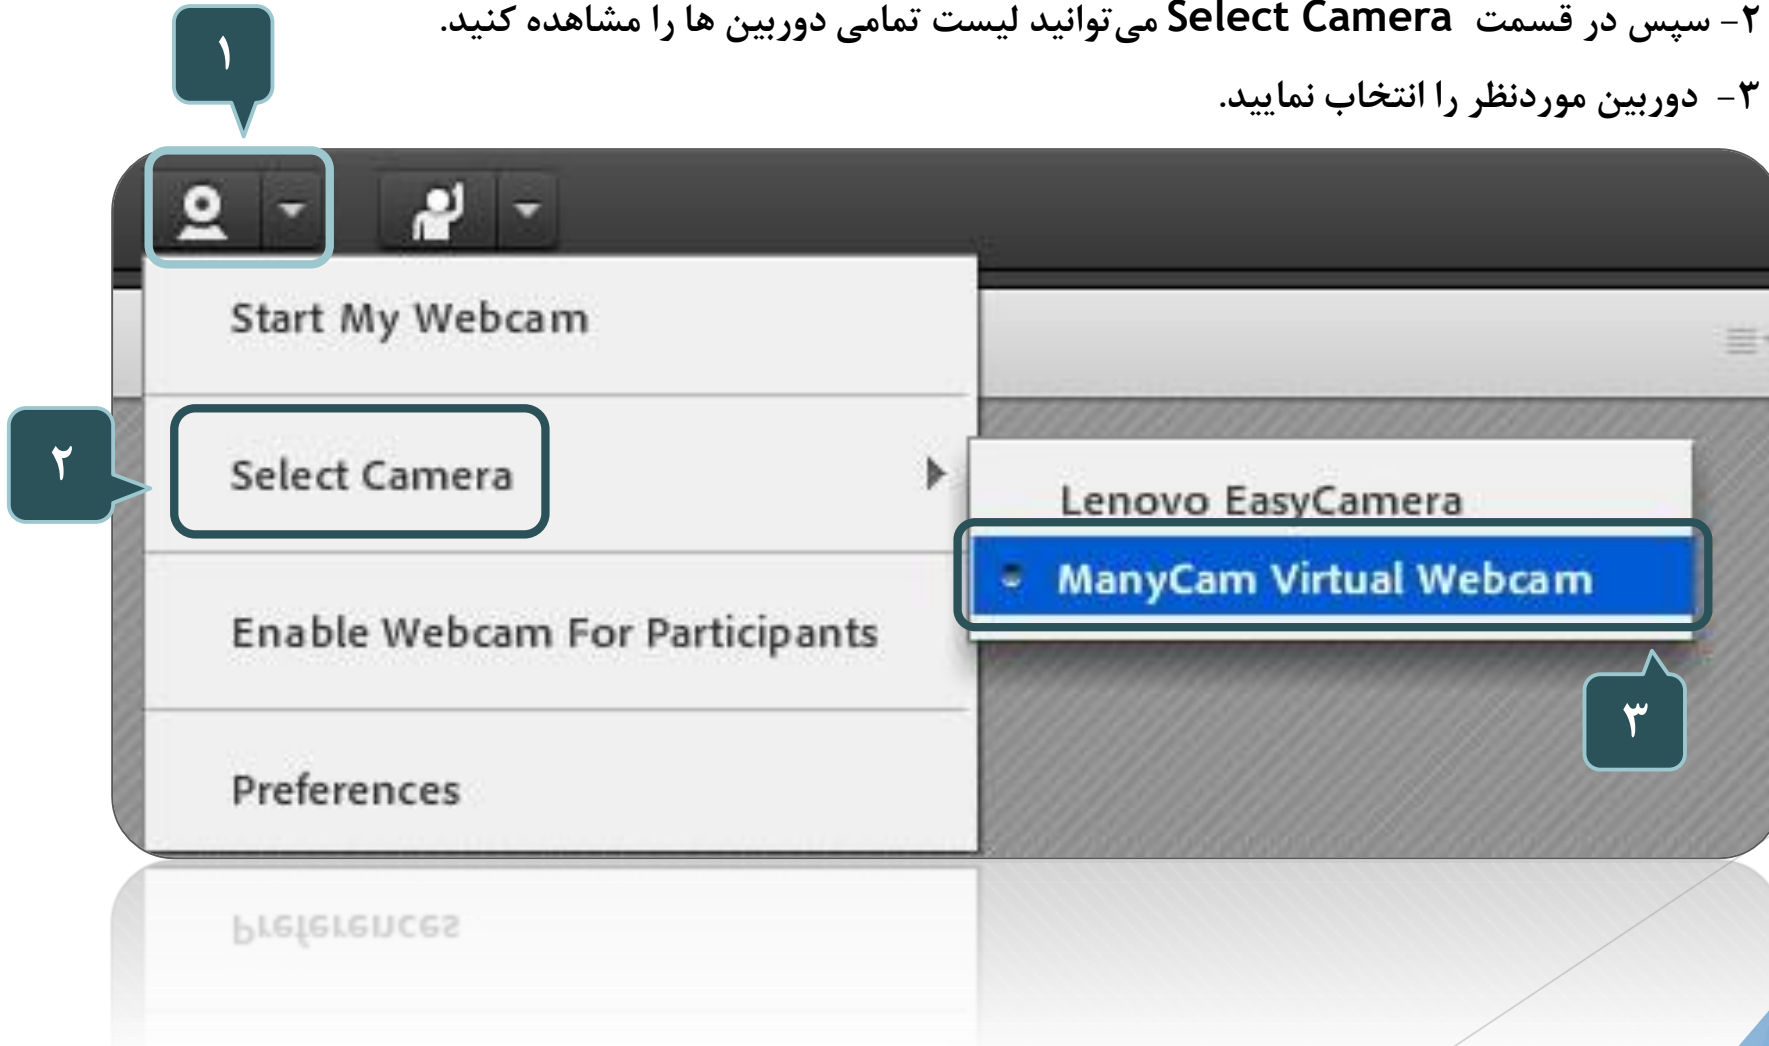 ۲- سپس در قسمت Select Camera می‌توانید لیست تمامی دوربین ها را مشاهده کنید.
۳- دوربین موردنظر را انتخاب نمایید.
۱
Start My Webcam
۲
Select Camera
Lenovo EasyCamera
ManyCam Virtual Webcam
Enable Webcam For Participants
۳
Preferences
Preferences